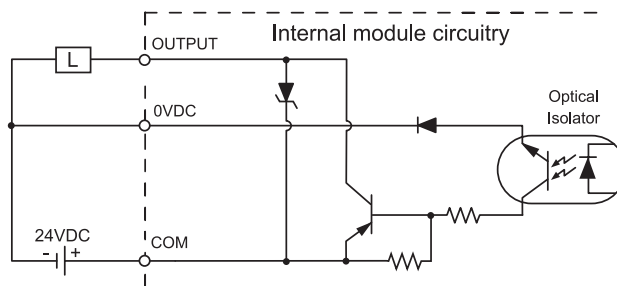 Internal module circuitry
OUTPUT
L
0VDC
Optical
Isolator
24VDC
- +
COM